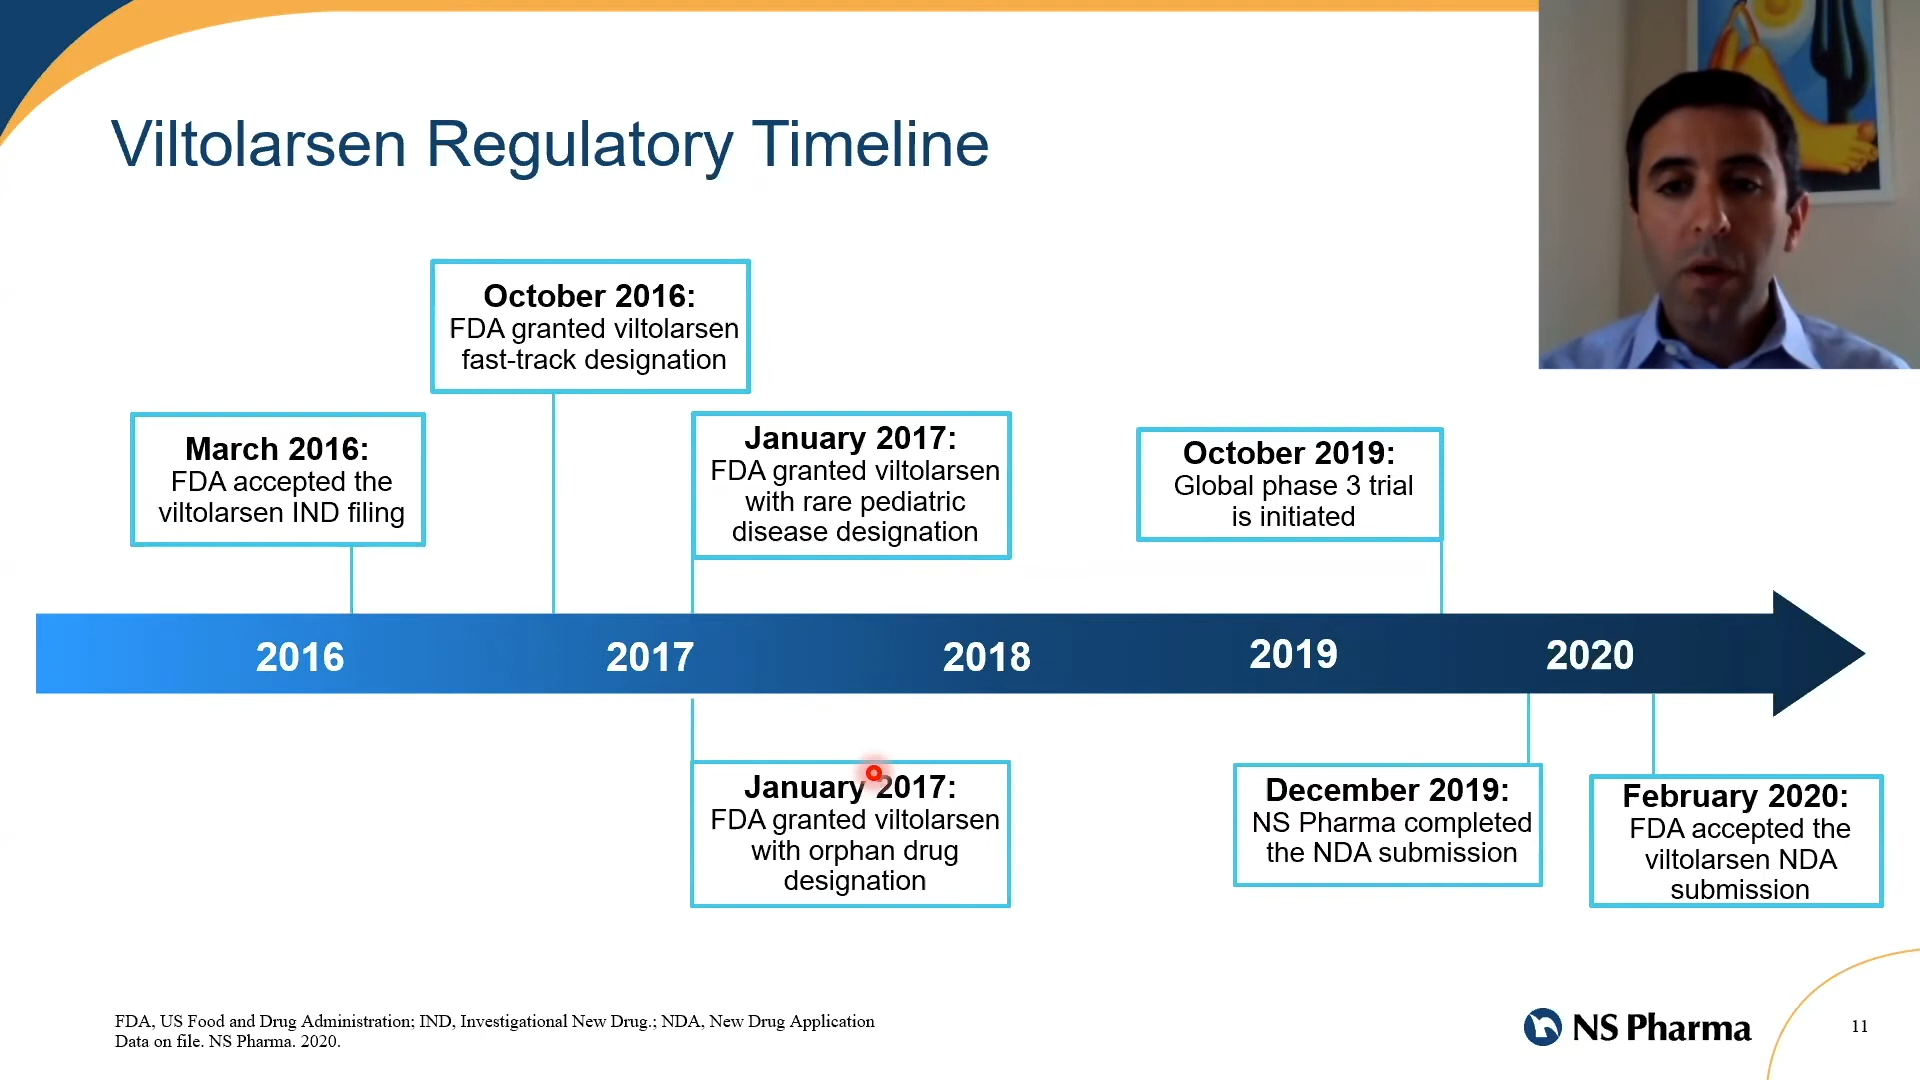 Viltolarsen Regulatory Timeline
October 2016:
FDA granted viltolarsen
fast-track designation
March 2016:
FDA accepted the
viltolarsen IND filing
January 2017:
FDA granted viltolarsen
with rare pediatric
disease designation
October 2019:
Global phase 3 trial
is initiated
2016
2017
2018
2019
2020
January 2017:
FDA granted viltolarsen
with orphan drug
designation
December 2019:
NS Pharma completed
the NDA submission
February 2020:
FDA accepted the
viltolarsen NDA
submission
FDA, US Food and Drug Administration; IND, Investigational New Drug.; NDA, New Drug Application
Data on file. NS Pharma. 2020.
NS Pharma
11